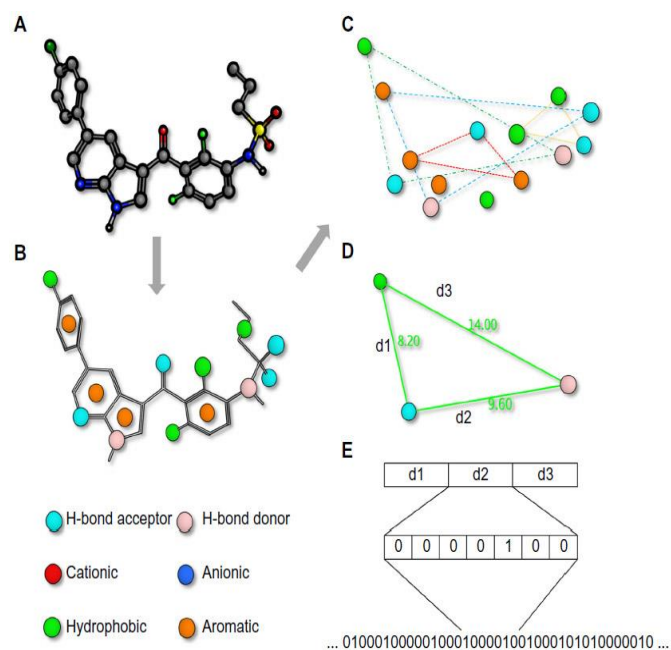 A
C
B
D
d3
14.00
8.20
d1
9.60
d2
E
d1 d2 d3
0 0 0 0 1 0 0
H-bond acceptor H-bond donor
Cationic Anionic
Hydrophobic Aromatic
... 01000100000100010000100100010101000010 ...